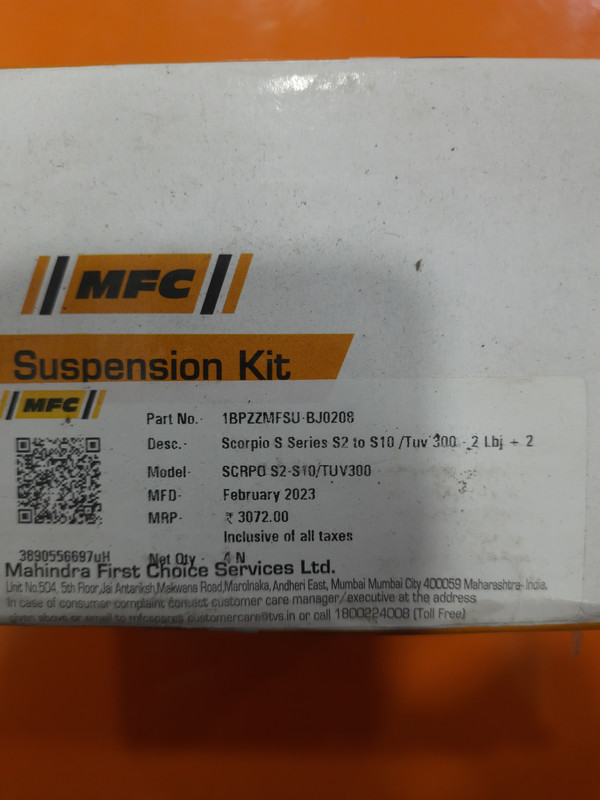 MFC
Suspension Kit
MFC
Part No.- 1BPZZMFSU-BJ0208
Desc.- Scorpio S Series S2 to S10 /Tuv 300 - 2 Lbj + 2
Model- SCRPO S2-S10/TUV300
MFD- February 2023
MRP- ₹ 3072.00
Inclusive of all taxes
3890556697uH Net Qty - 4 N
Mahindra First Choice Services Ltd.
Unit No.504, 5th Floor,Jai Antariksh,Makwana Road,Marolnaka, Andheri East, Mumbai Mumbai City 400059 Maharashtra- India.
In case of consumer complaint contact customer care manager/executive at the address
given above or email to mfcspares.customercare@tvs.in or call 1800224008 (Toll Free)